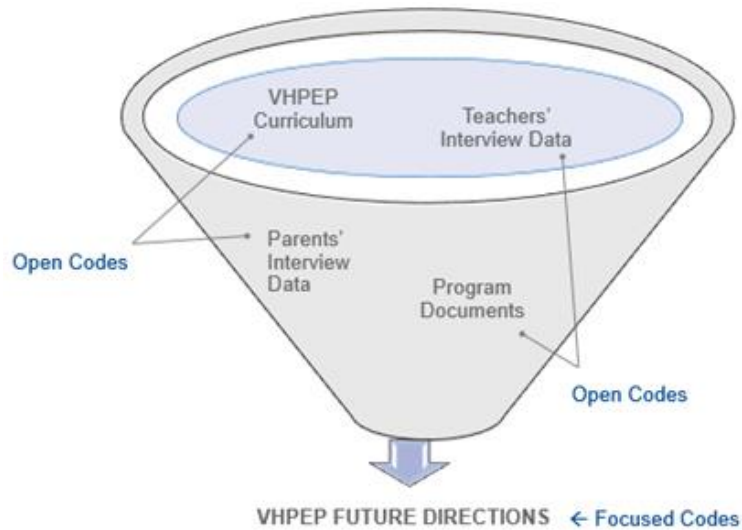 VHPEP
Curriculum
Teachers'
Interview Data
Open Codes
Parents'
Interview
Data
Program
Documents
Open Codes
VHPEP FUTURE DIRECTIONS ← Focused Codes